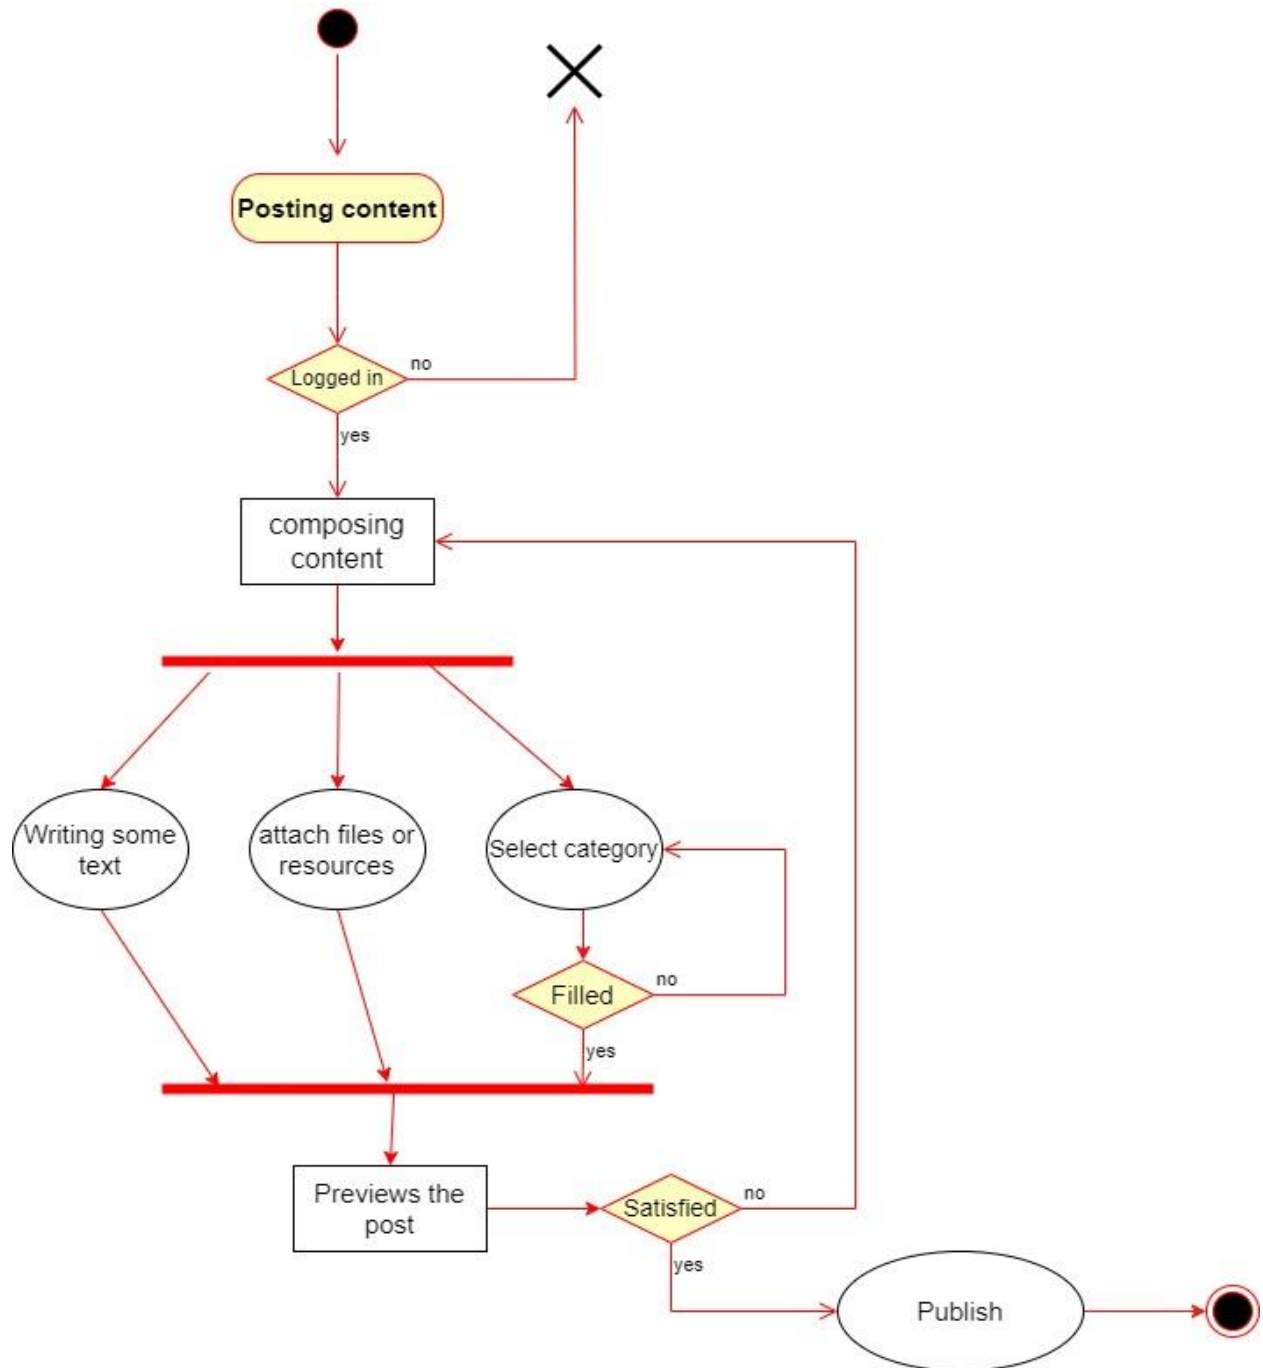 Posting content
Logged in
no
yes
composing
content
Writing some
text
attach files or
resources
Select category
Filled
no
yes
Previews the
post
Satisfied
no
yes
Publish